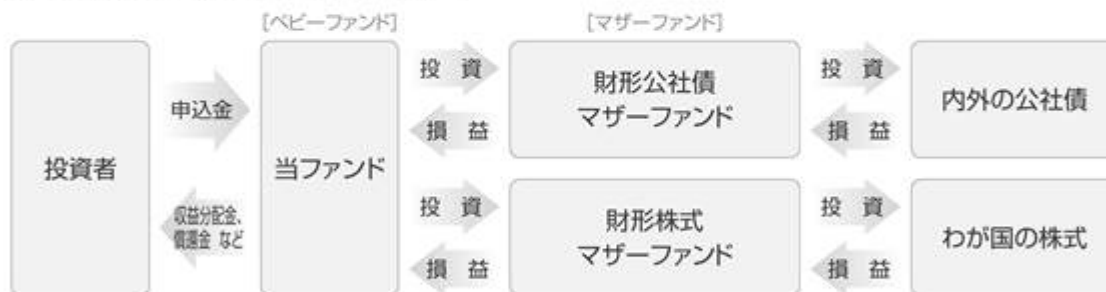 [ベビーファンド]
[マザーファンド]
投資者
申込金
収益分配金、
償還金 など
当ファンド
投 資
損 益
財形公社債
マザーファンド
投 資
損 益
内外の公社債
投 資
損 益
財形株式
マザーファンド
投 資
損 益
わが国の株式